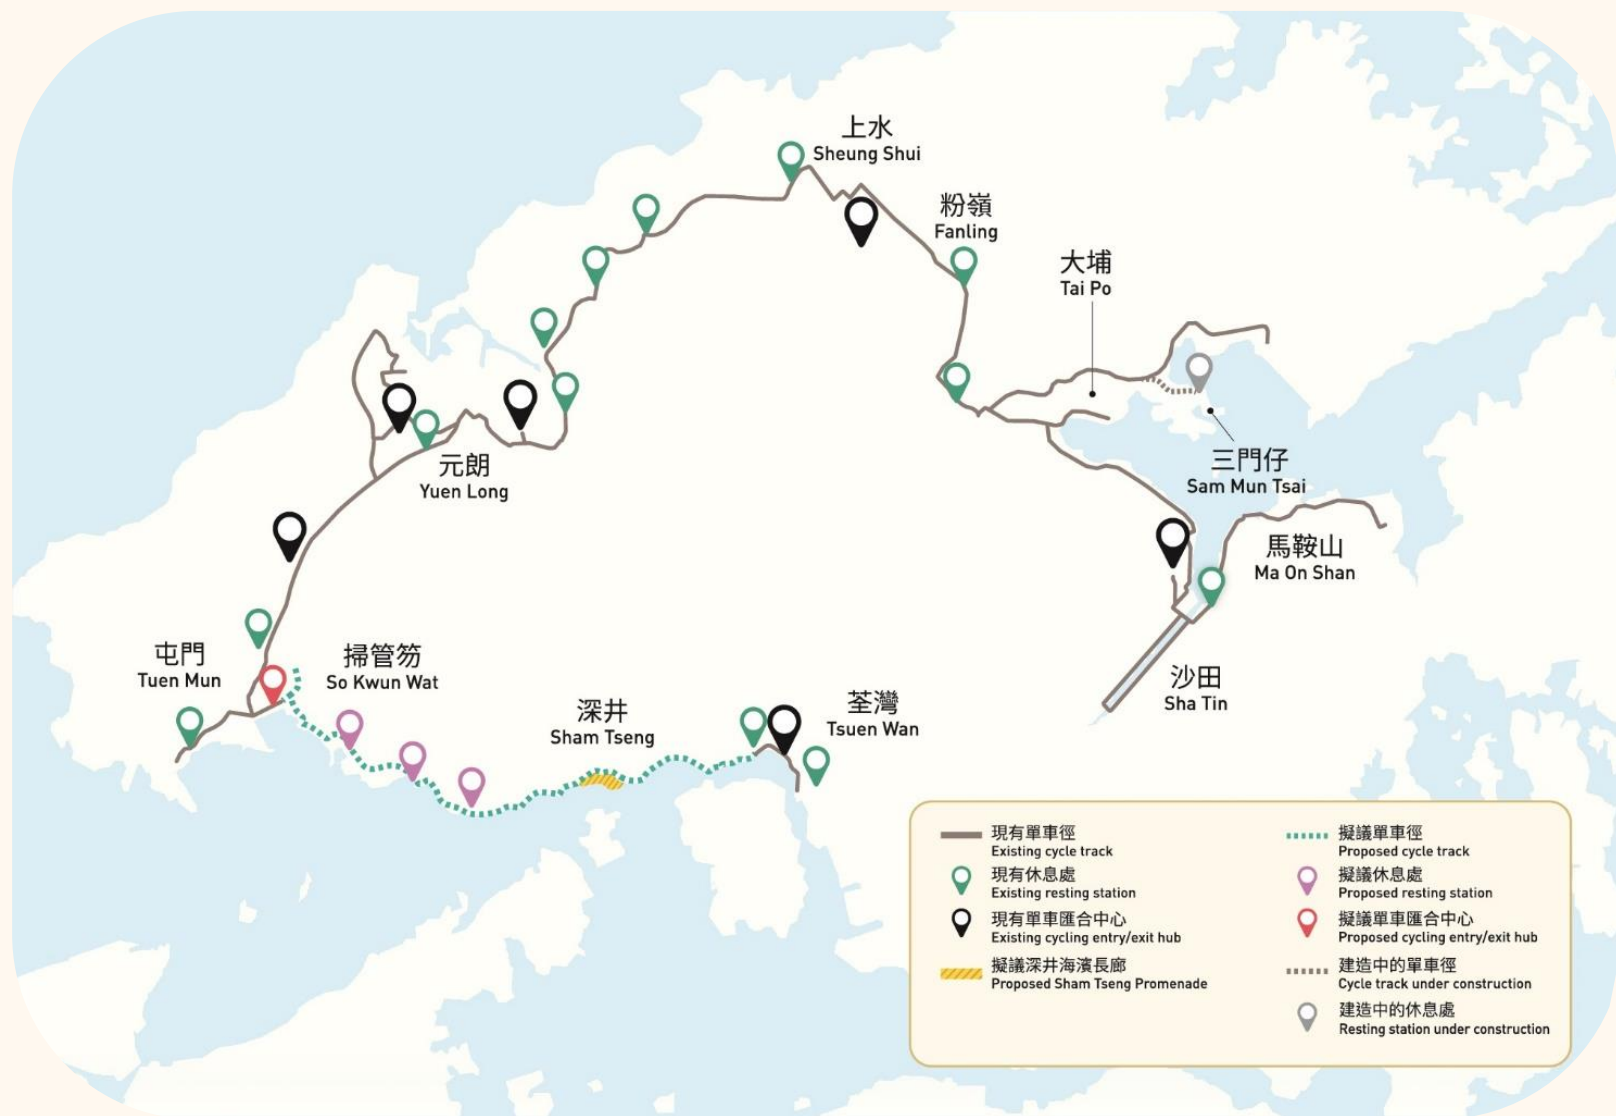 上水
Sheung Shui
粉嶺
Fanling
大埔
Tai Po
元朗
Yuen Long
三門仔
Sam Mun Tsai
馬鞍山
Ma On Shan
屯門
Tuen Mun
掃管笏
So Kwun Wat
深井
Sham Tseng
荃灣
Tsuen Wan
沙田
Sha Tin
現有單車徑
Existing cycle track
現有休息處
Existing resting station
現有單車匯合中心
Existing cycling entry/exit hub
擬議深井海濱長廊
Proposed Sham Tseng Promenade
擬議單車徑
Proposed cycle track
擬議休息處
Proposed resting station
擬議單車匯合中心
Proposed cycling entry/exit hub
建造中的單車徑
Cycle track under construction
建造中的休息處
Resting station under construction